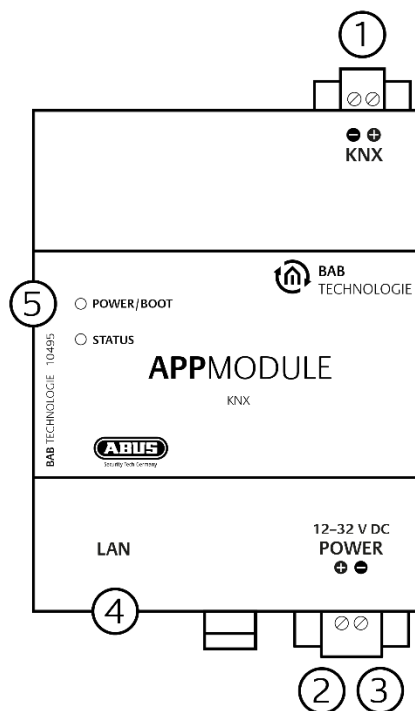 1
KNX
BAB
TECHNOLOGIE
5
POWER/BOOT
STATUS
BAB TECHNOLOGIE 10495
APPMODULE
KNX
ABUS
Security Tech Germany
12–32 V DC
LAN
POWER
4
2
3